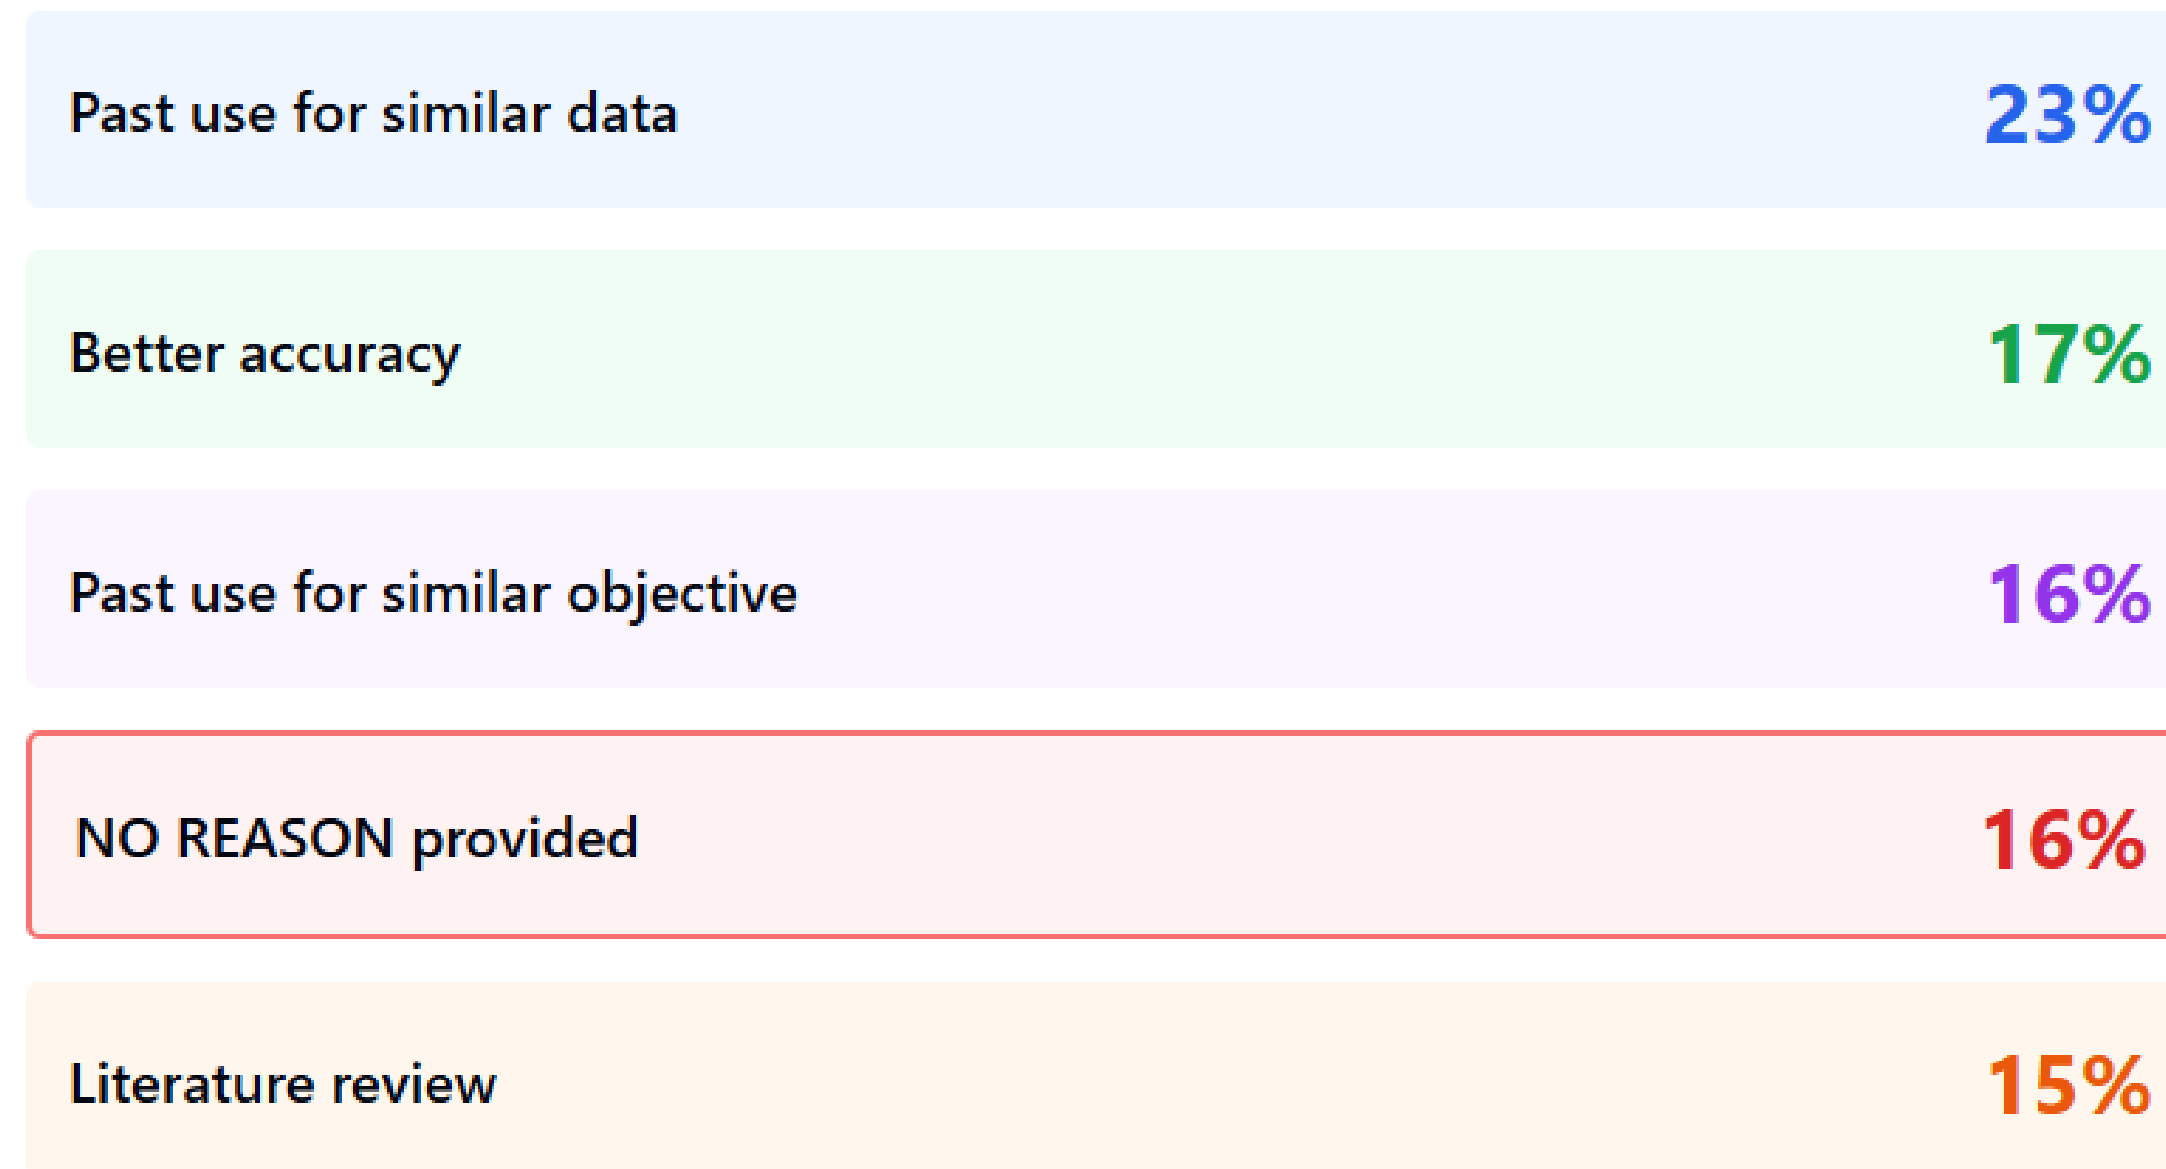 Past use for similar data 23%
Better accuracy 17%
Past use for similar objective 16%
NO REASON provided 16%
Literature review 15%